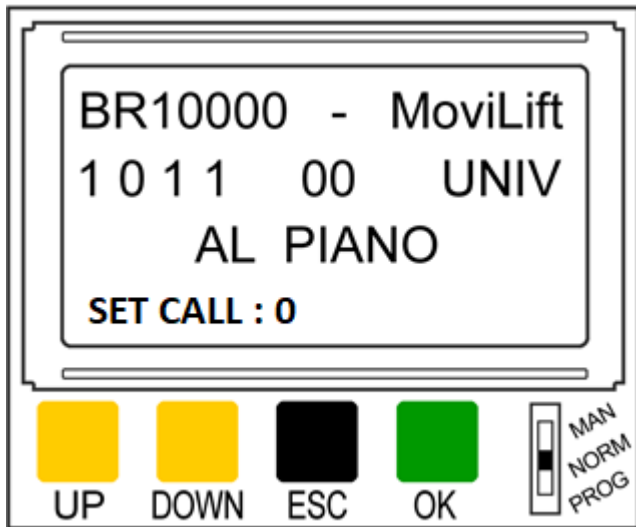 BR10000 - MoviLift
1 0 1 1 00 UNIV
AL PIANO
SET CALL : 0
UP DOWN ESC OK
MAN
NORM
PROG